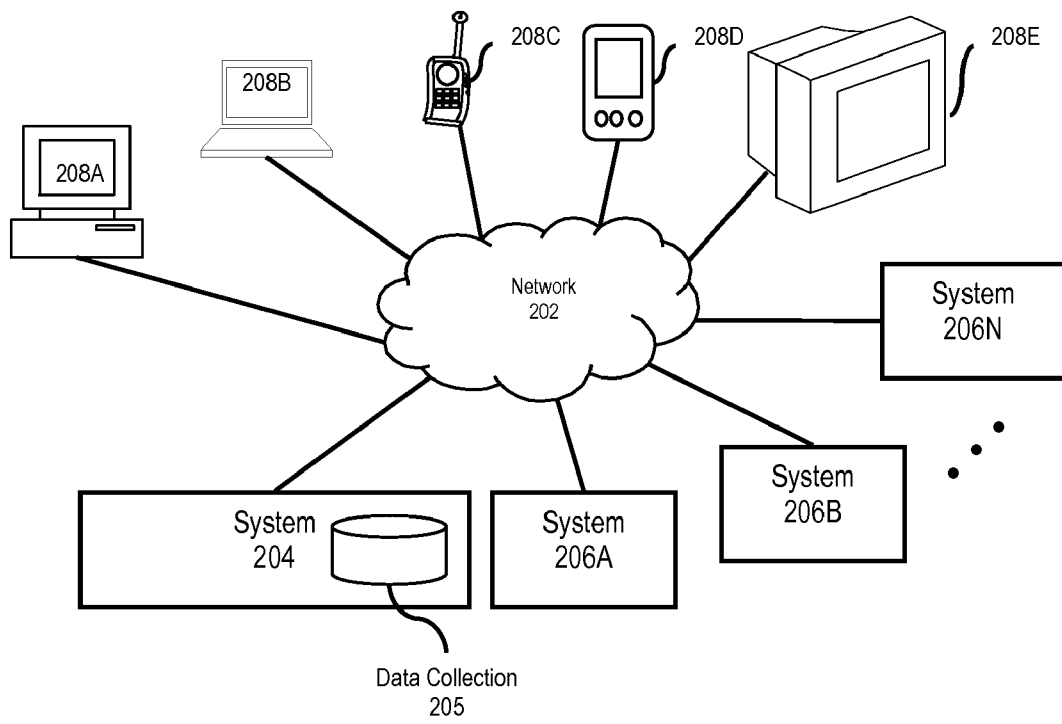 208C
208D
208E
208B
208A
Network
202
System
206N
System
206B
System
204
System
206A
Data Collection
205